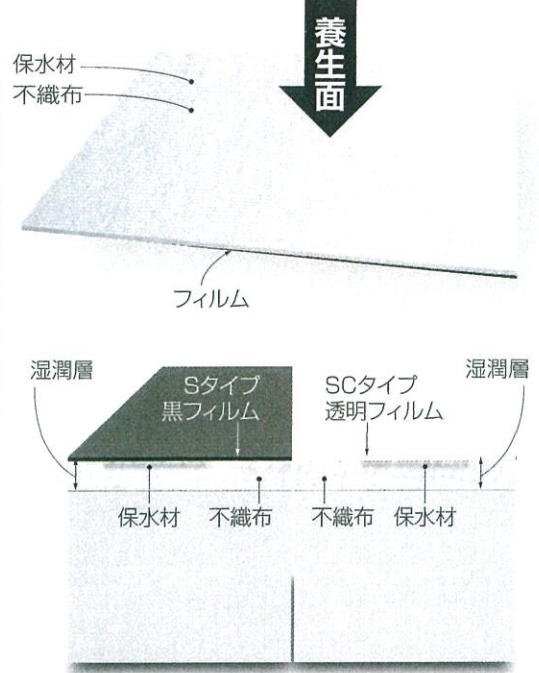 養生面
保水材
不織布
フィルム
湿潤層
Sタイプ
黒フィルム
SCタイプ
透明フィルム
湿潤層
保水材
不織布
不織布
保水材